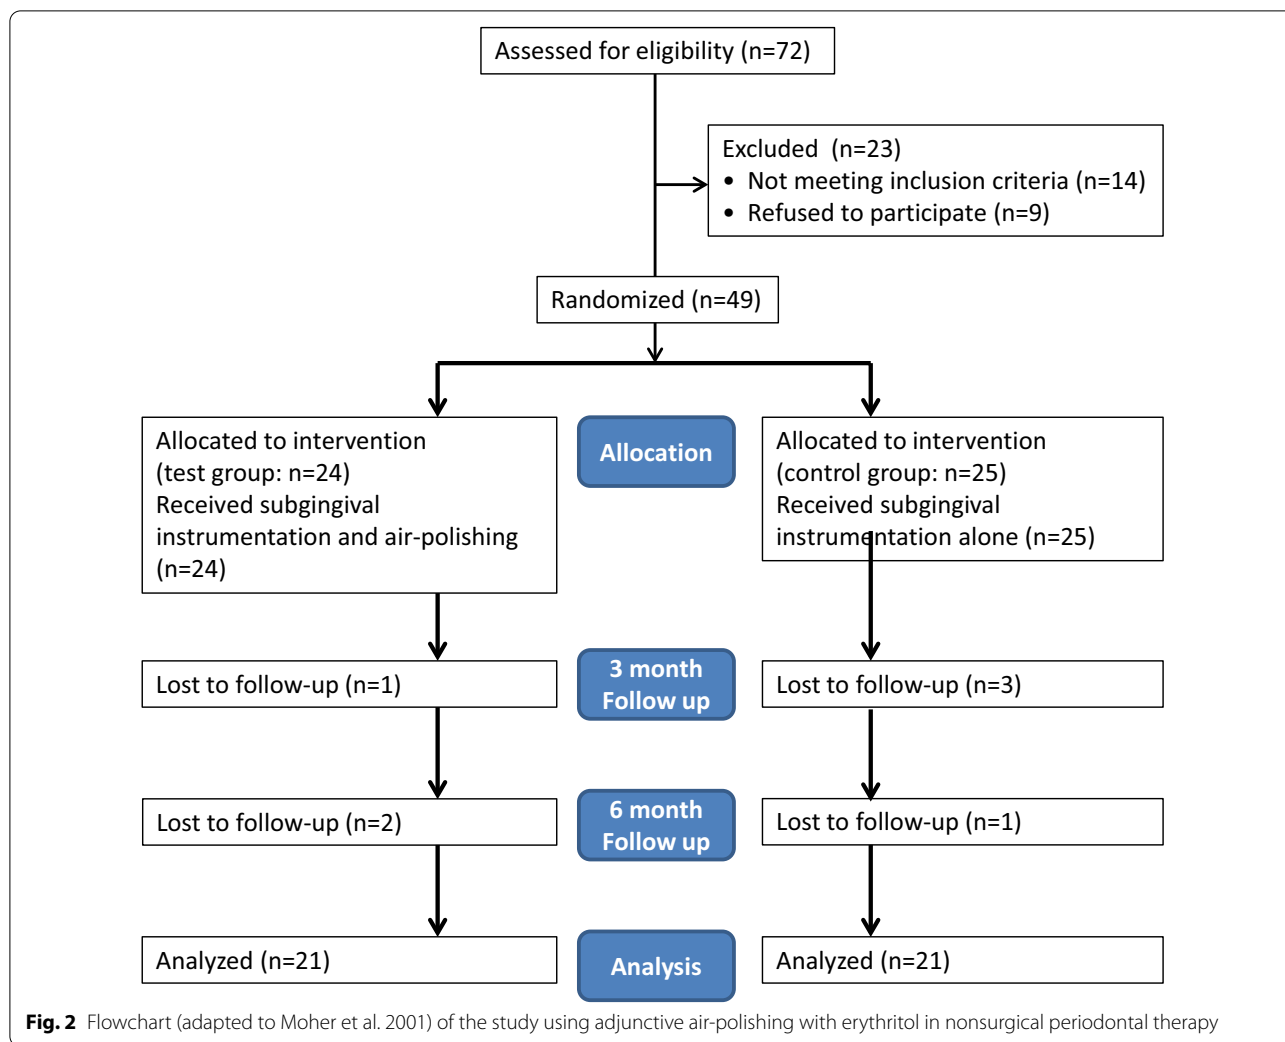 Assessed for eligibility (n=72)
Excluded (n=23)
• Not meeting inclusion criteria (n=14)
• Refused to participate (n=9)
Randomized (n=49)
Allocated to intervention
(test group: n=24)
Received subgingival
instrumentation and air-polishing
(n=24)
Allocation
Allocated to intervention
(control group: n=25)
Received subgingival
instrumentation alone (n=25)
Lost to follow-up (n=1)
3 month
Follow up
Lost to follow-up (n=3)
Lost to follow-up (n=2)
6 month
Follow up
Lost to follow-up (n=1)
Analyzed (n=21)
Analysis
Analyzed (n=21)
Fig. 2 Flowchart (adapted to Moher et al. 2001) of the study using adjunctive air-polishing with erythritol in nonsurgical periodontal therapy